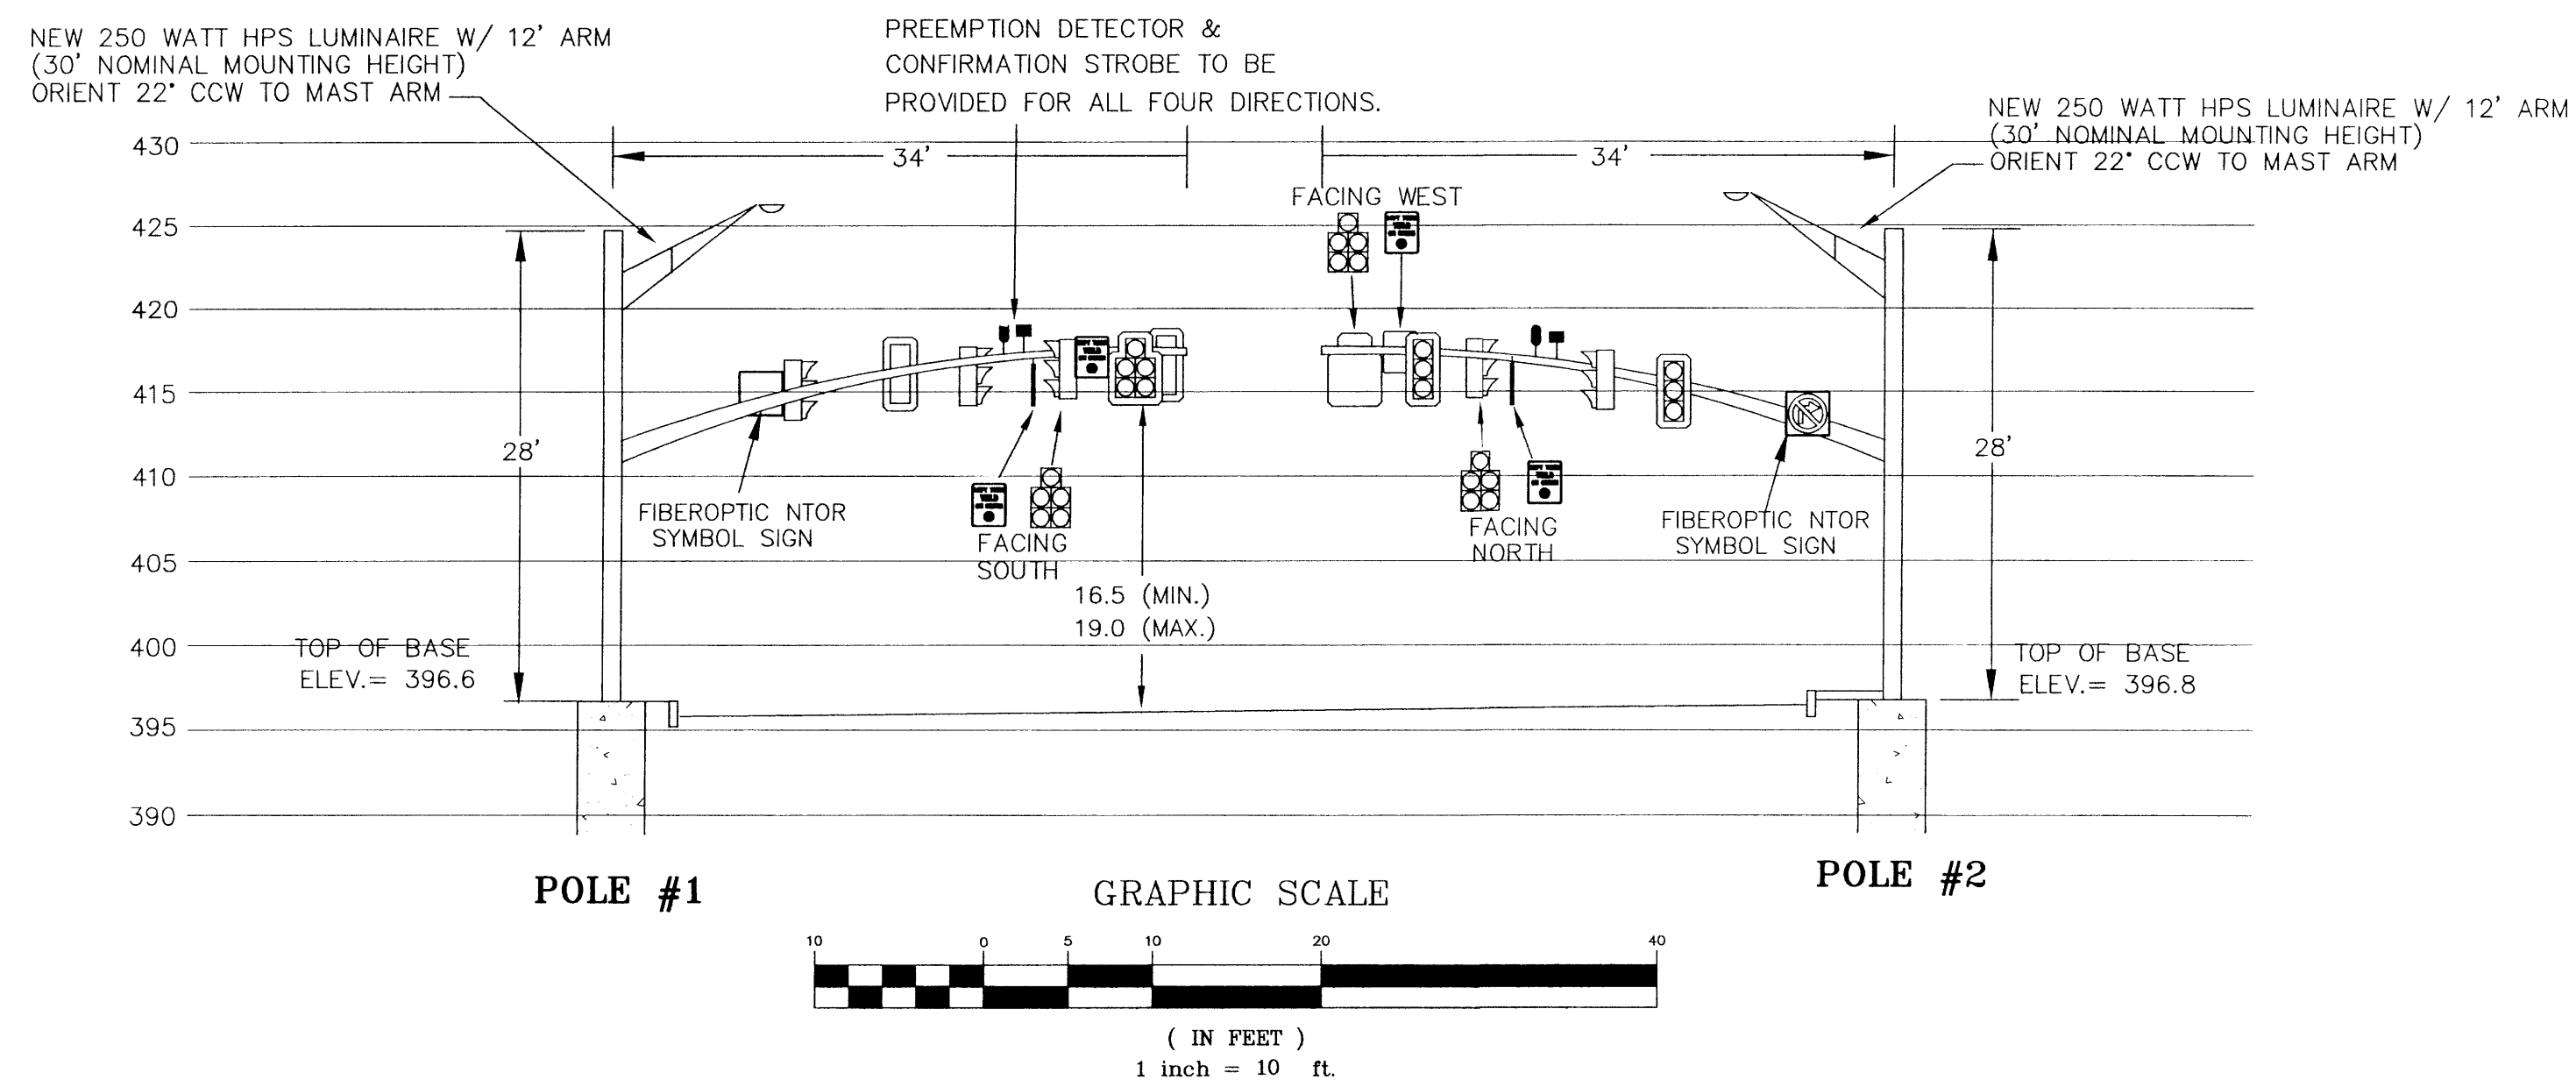 NEW 250 WATT HPS LUMINAIRE W/ 12' ARM
(30' NOMINAL MOUNTING HEIGHT)
ORIENT 22° CCW TO MAST ARM
PREEMPTION DETECTOR &
CONFIRMATION STROBE TO BE
PROVIDED FOR ALL FOUR DIRECTIONS.
NEW 250 WATT HPS LUMINAIRE W/ 12' ARM
(30' NOMINAL MOUNTING HEIGHT)
ORIENT 22° CCW TO MAST ARM
430
34'
34'
FACING WEST
425
420
415
28'
28'
410
FIBEROPTIC NTOR
SYMBOL SIGN
FACING
SOUTH
FACING
NORTH
FIBEROPTIC NTOR
SYMBOL SIGN
405
16.5 (MIN.)
19.0 (MAX.)
400
TOP OF BASE
ELEV.= 396.6
TOP OF BASE
ELEV.= 396.8
395
390
POLE #1
POLE #2
GRAPHIC SCALE
10 0 5 10 20 40
( IN FEET )
1 inch = 10 ft.